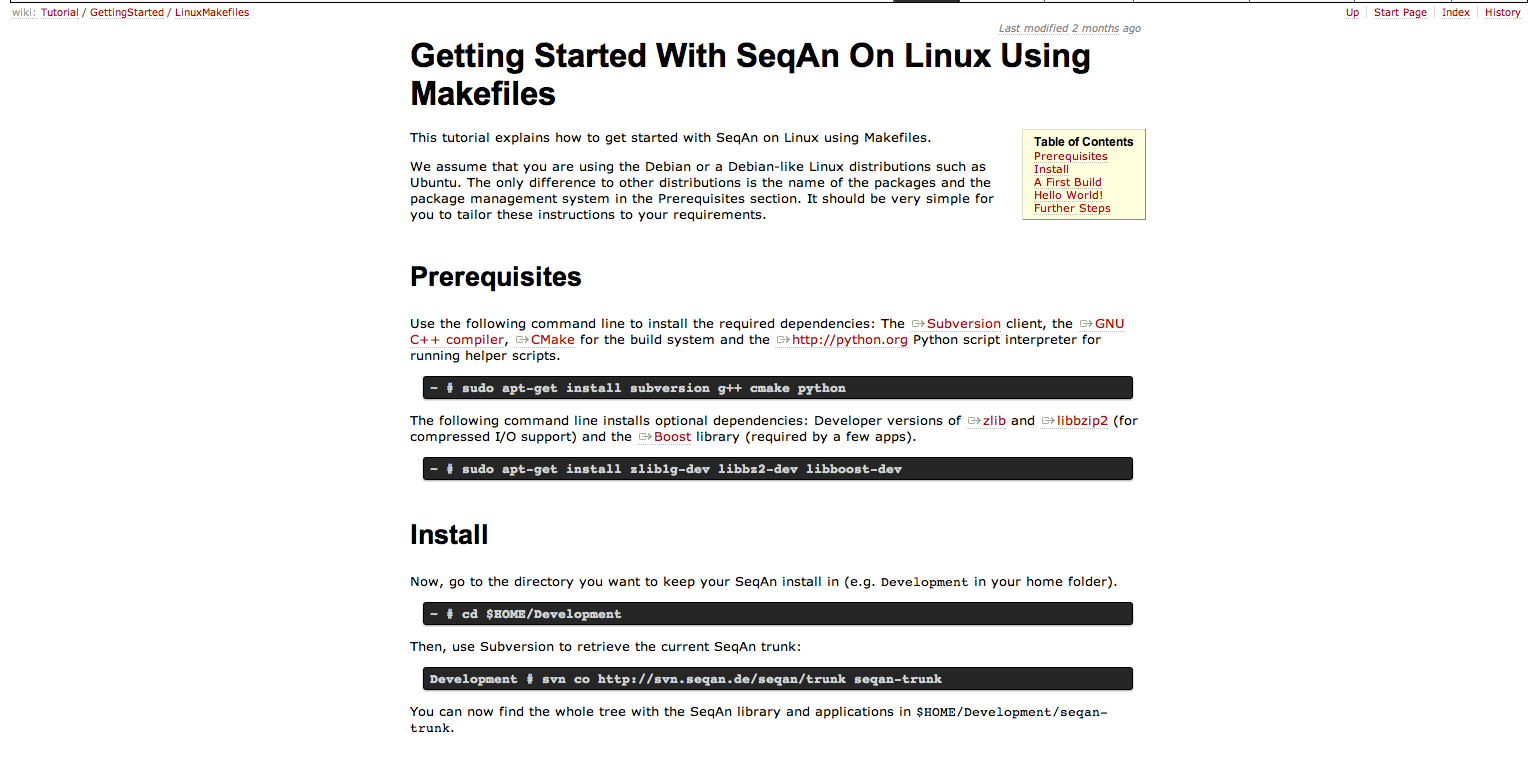 wiki: Tutorial / GettingStarted / LinuxMakefiles
Up Start Page Index History
Last modified 2 months ago
Getting Started With SeqAn On Linux Using
Makefiles
This tutorial explains how to get started with SeqAn on Linux using Makefiles.
We assume that you are using the Debian or a Debian-like Linux distributions such as
Ubuntu. The only difference to other distributions is the name of the packages and the
package management system in the Prerequisites section. It should be very simple for
you to tailor these instructions to your requirements.
Table of Contents
Prerequisites
Install
A First Build
Hello World!
Further Steps
Prerequisites
Use the following command line to install the required dependencies: The Subversion client, the GNU
C++ compiler, CMake for the build system and the http://python.org Python script interpreter for
running helper scripts.
~ # sudo apt-get install subversion g++ cmake python
The following command line installs optional dependencies: Developer versions of zlib and libbzip2 (for
compressed I/O support) and the Boost library (required by a few apps).
~ # sudo apt-get install zlib1g-dev libbz2-dev libboost-dev
Install
Now, go to the directory you want to keep your SeqAn install in (e.g. Development in your home folder).
~ # cd $HOME/Development
Then, use Subversion to retrieve the current SeqAn trunk:
Development # svn co http://svn.seqan.de/seqan/trunk seqan-trunk
You can now find the whole tree with the SeqAn library and applications in $HOME/Development/seqan-
trunk.